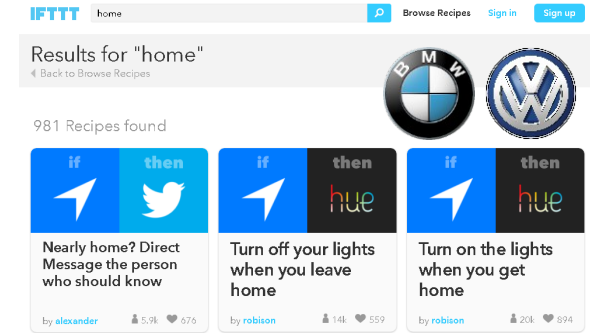 IFTTT
home
Browse Recipes
Sign in
Sign up
Results for "home"
Back to Browse Recipes
BMW
VW
981 Recipes found
if then
Nearly home? Direct
Message the person
who should know
by alexander 5.9k 676
if then
hue
Turn off your lights
when you leave
home
by robison 14k 559
if then
hue
Turn on the lights
when you get
home
by robison 20k 894